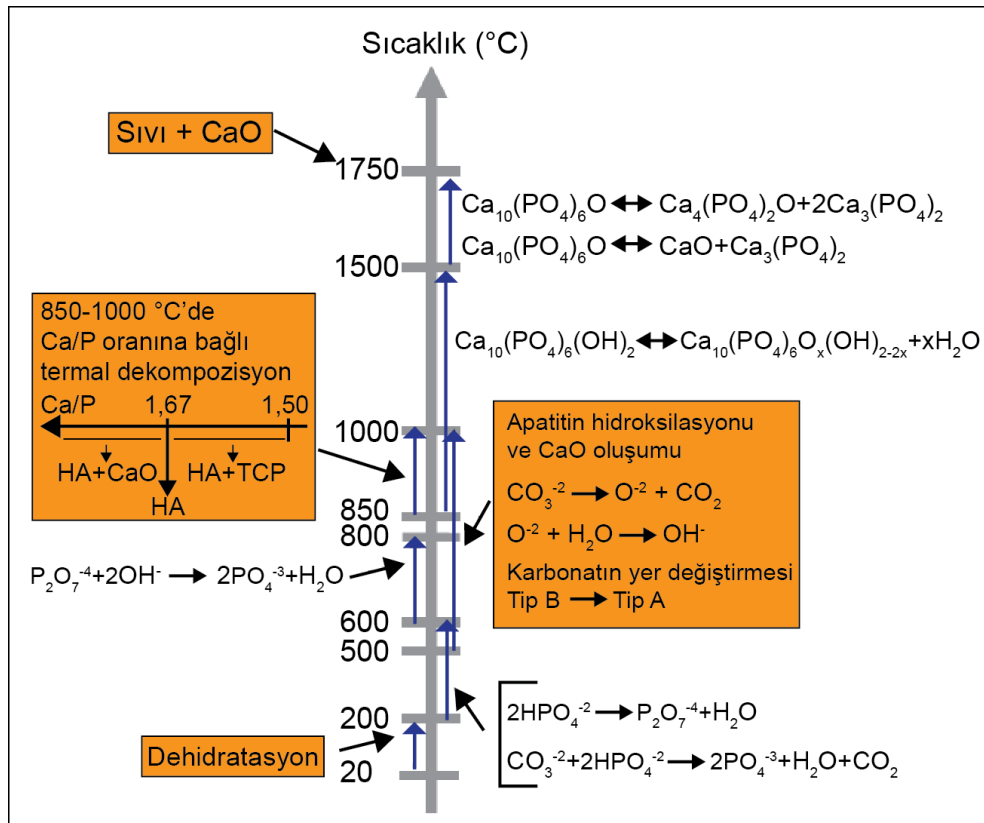 Sıcaklık (°C)
Sıvı + CaO
1750
Ca₁₀(PO₄)₆O ↔ Ca₄(PO₄)₂O+2Ca₃(PO₄)₂
Ca₁₀(PO₄)₆O ↔ CaO+Ca₃(PO₄)₂
1500
850-1000 °C'de
Ca/P oranına bağlı
termal dekompozisyon
Ca/P 1,67 1,50
HA+CaO HA+TCP
HA
Ca₁₀(PO₄)₆(OH)₂ ↔ Ca₁₀(PO₄)₆Oₓ(OH)₂₋₂ₓ+xH₂O
1000
850
800
Apatitin hidroksilasyonu
ve CaO oluşumu
CO₃⁻² → O⁻² + CO₂
O⁻² + H₂O → OH⁻
Karbonatın yer değiştirmesi
Tip B → Tip A
P₂O₇⁻⁴+2OH⁻ → 2PO₄⁻³+H₂O
600
500
200
2HPO₄⁻² → P₂O₇⁻⁴+H₂O
CO₃⁻²+2HPO₄⁻² → 2PO₄⁻³+H₂O+CO₂
Dehidratasyon
20